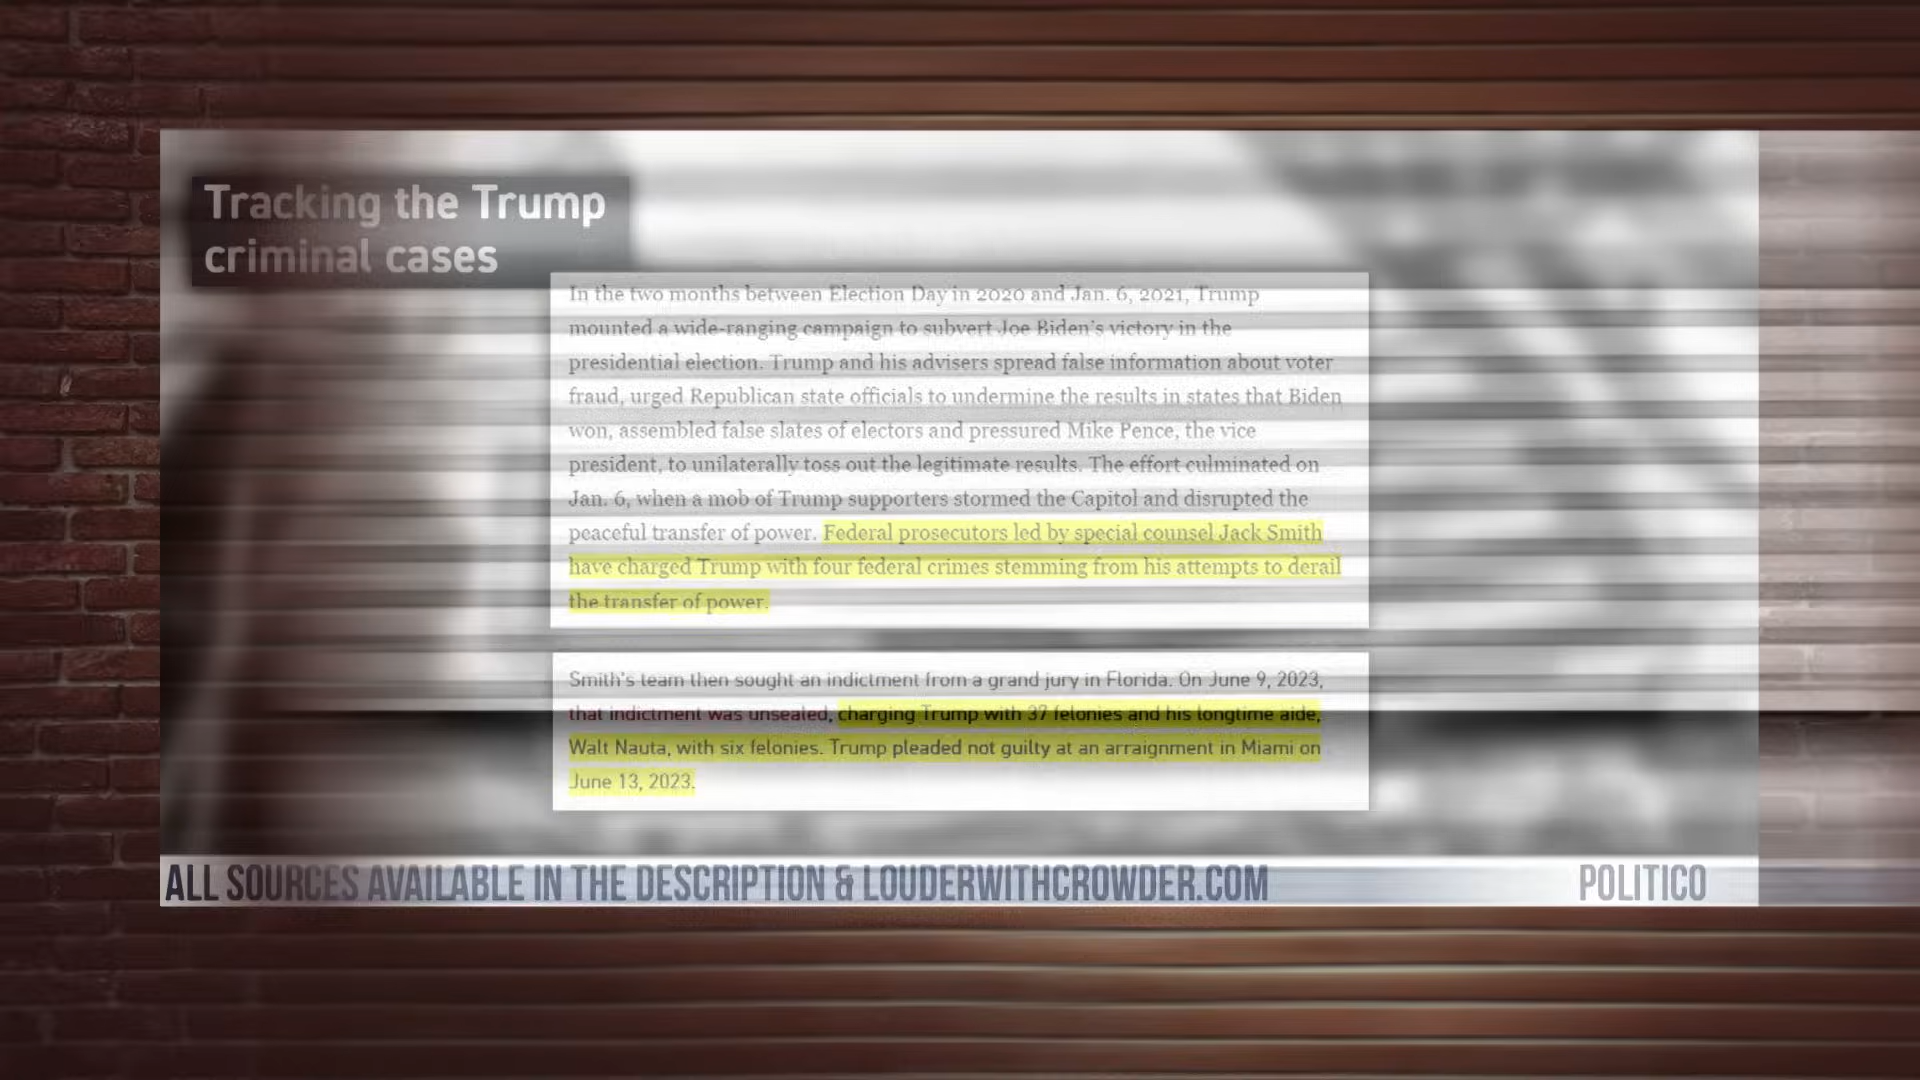 Tracking the Trump
criminal cases
In the two months between Election Day in 2020 and Jan. 6, 2021, Trump
mounted a wide-ranging campaign to subvert Joe Biden's victory in the
presidential election. Trump and his advisers spread false information about voter
fraud, urged Republican state officials to undermine the results in states that Biden
won, assembled false slates of electors and pressured Mike Pence, the vice
president, to unilaterally toss out the legitimate results. The effort culminated on
Jan. 6, when a mob of Trump supporters stormed the Capitol and disrupted the
peaceful transfer of power. Federal prosecutors led by special counsel Jack Smith
have charged Trump with four federal crimes stemming from his attempts to derail
the transfer of power.
Smith's team then sought an indictment from a grand jury in Florida. On June 9, 2023,
that indictment was unsealed, charging Trump with 37 felonies and his longtime aide,
Walt Nauta, with six felonies. Trump pleaded not guilty at an arraignment in Miami on
June 13, 2023.
ALL SOURCES AVAILABLE IN THE DESCRIPTION & LOUDERWITHCROWDER.COM
POLITICO